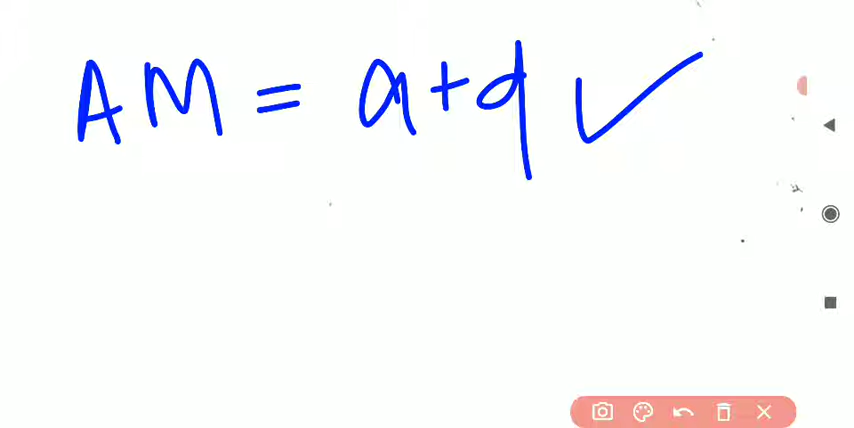 AM = a+d ✓